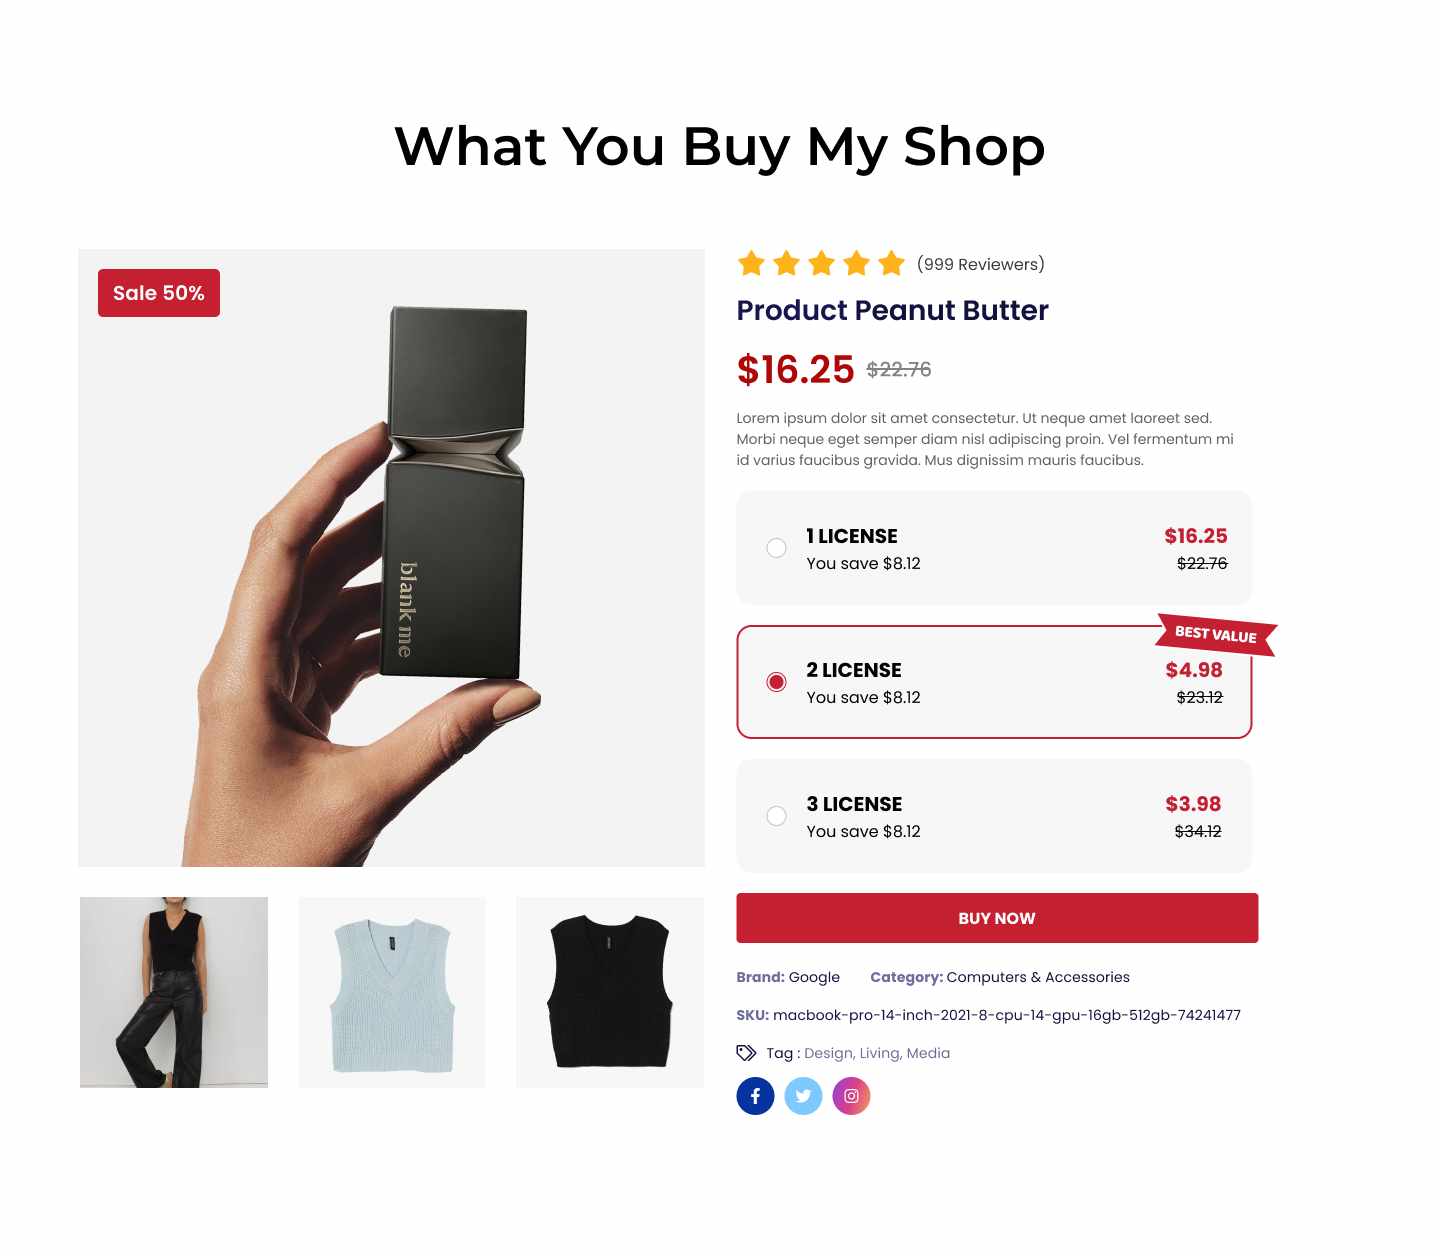 What You Buy My Shop
Sale 50%
blank me
(999 Reviewers)
Product Peanut Butter
$16.25 $22.76
Lorem ipsum dolor sit amet consectetur. Ut neque amet laoreet sed.
Morbi neque eget semper diam nisl adipiscing proin. Vel fermentum mi
id varius faucibus gravida. Mus dignissim mauris faucibus.
1 LICENSE $16.25
You save $8.12 $22.76
BEST VALUE
2 LICENSE $4.98
You save $8.12 $23.12
3 LICENSE $3.98
You save $8.12 $34.12
BUY NOW
Brand: Google Category: Computers & Accessories
SKU: macbook-pro-14-inch-2021-8-cpu-14-gpu-16gb-512gb-74241477
Tag : Design, Living, Media